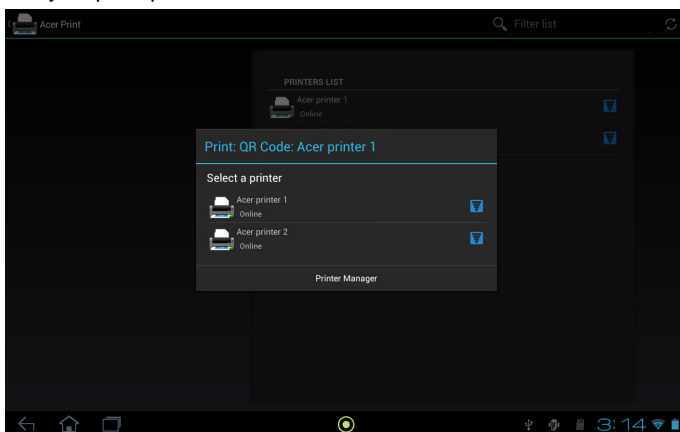 Acer Print
Filter list
PRINTERS LIST
Acer printer 1
Online
Print: QR Code: Acer printer 1
Select a printer
Acer printer 1
Online
Acer printer 2
Online
Printer Manager
3:14